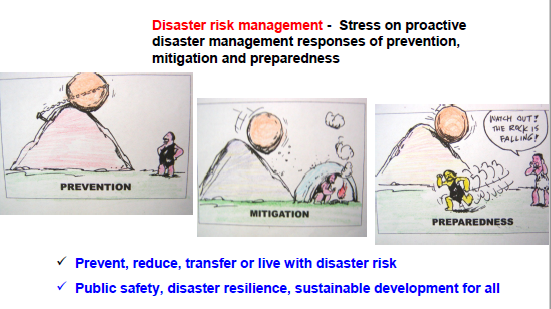 Disaster risk management - Stress on proactive
disaster management responses of prevention,
mitigation and preparedness
PREVENTION
MITIGATION
WATCH OUT!
THE ROCK IS
FALLING!
PREPAREDNESS
✓ Prevent, reduce, transfer or live with disaster risk
✓ Public safety, disaster resilience, sustainable development for all